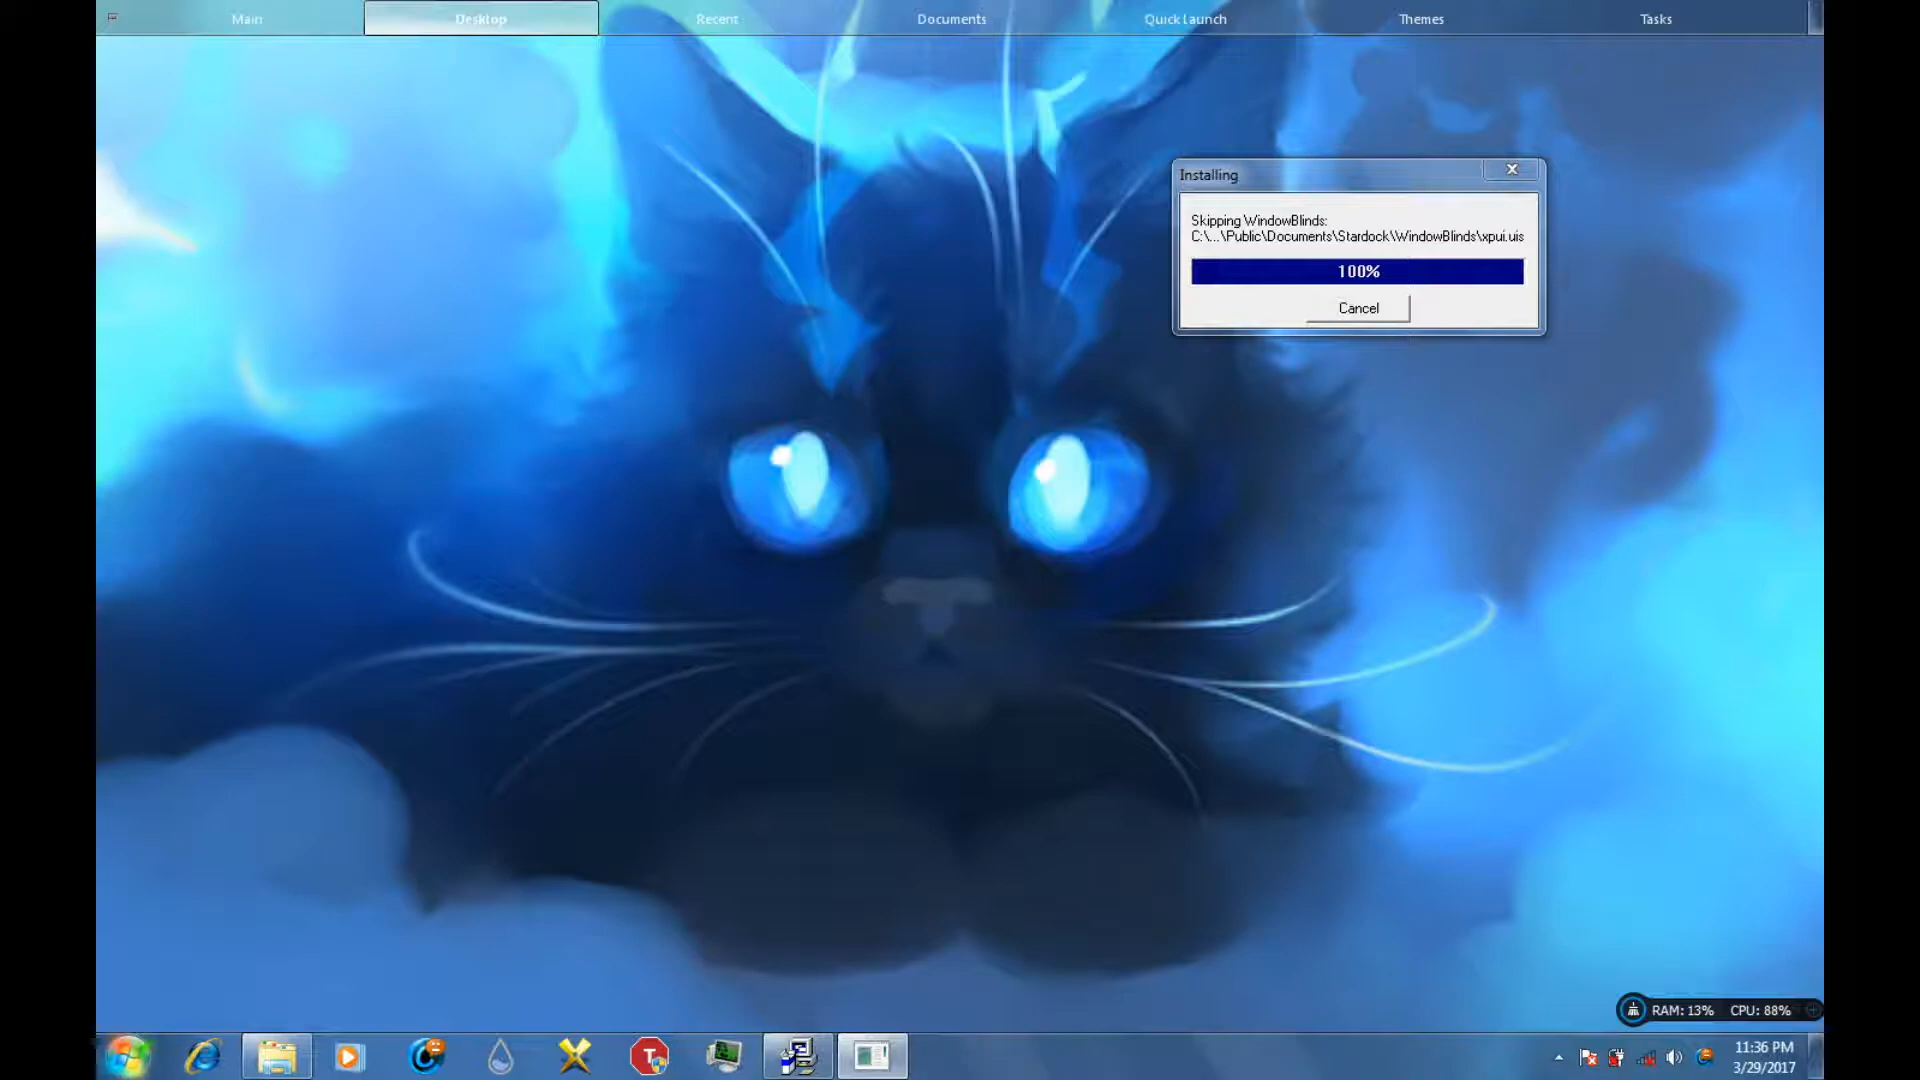 Main
Desktop
Recent
Documents
Quick Launch
Themes
Tasks
Installing
Skipping WindowBlinds:
C:\...\Public\Documents\Stardock\WindowBlinds\xpui.uis
100%
Cancel
RAM: 13% CPU: 88%
T
11:36 PM
3/29/2017